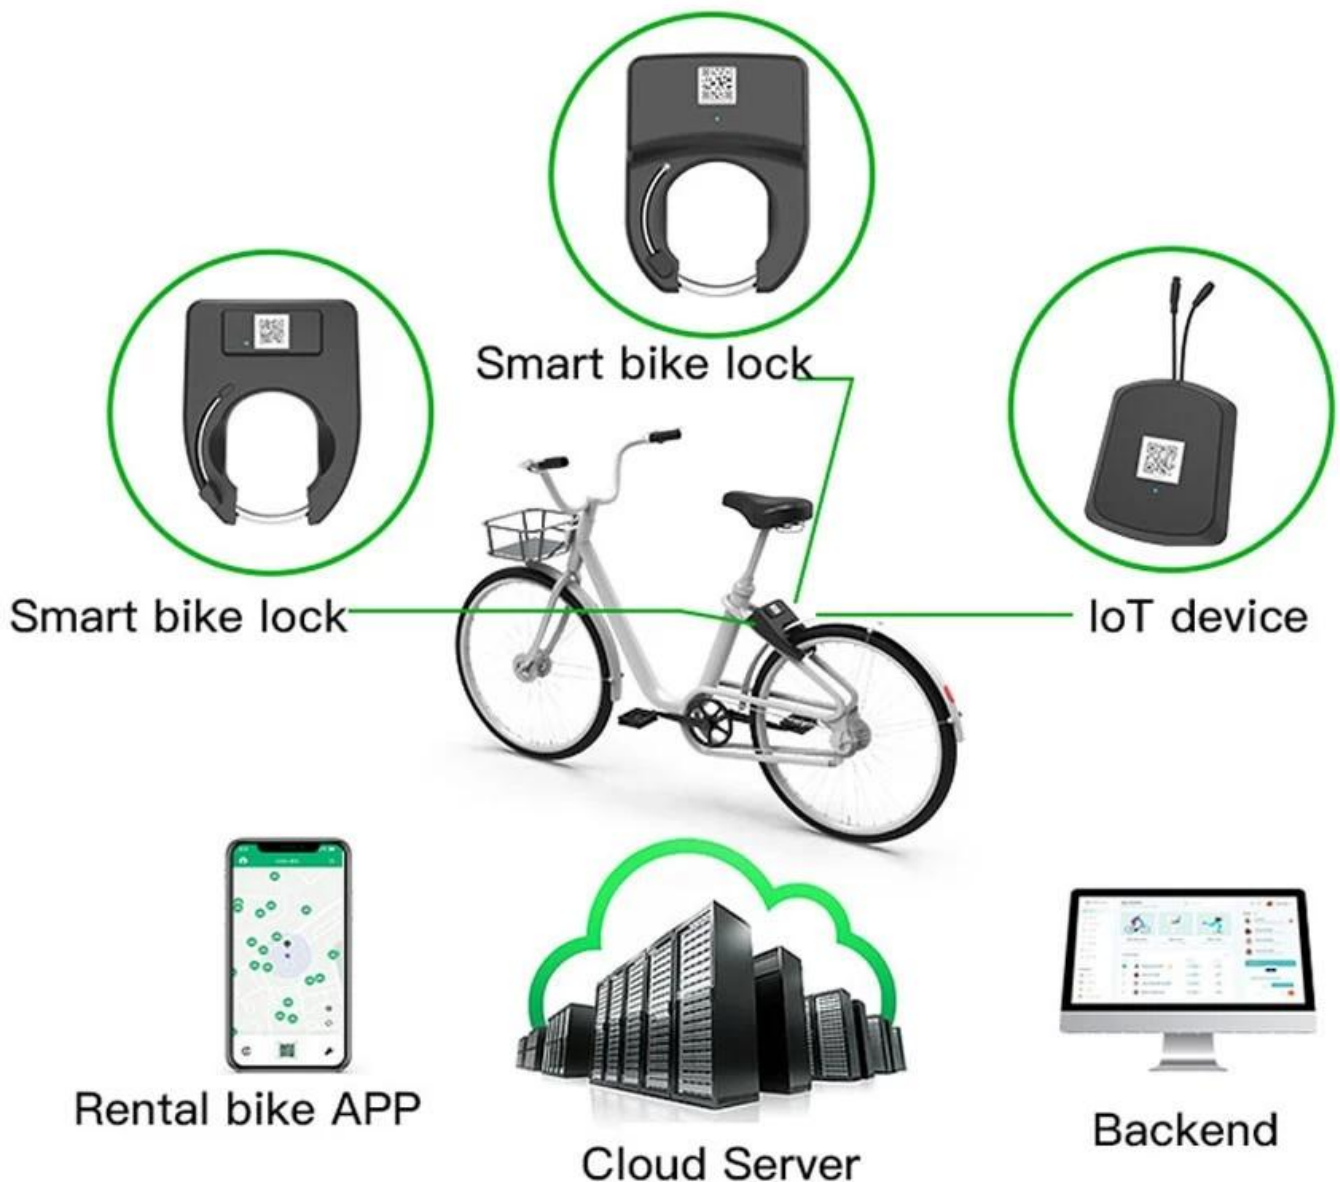 Smart bike lock
Smart bike lock
IoT device
Rental bike APP
Cloud Server
Backend